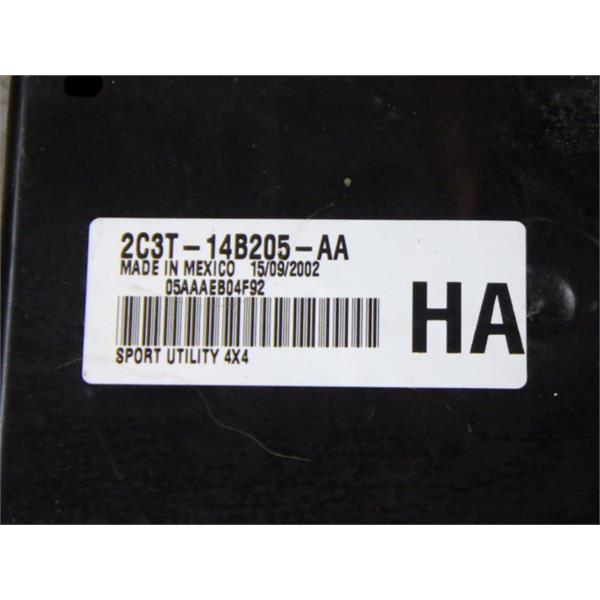 2C3T-14B205-AA
MADE IN MEXICO 15/09/2002
05AAAEB04F92
SPORT UTILITY 4X4
HA